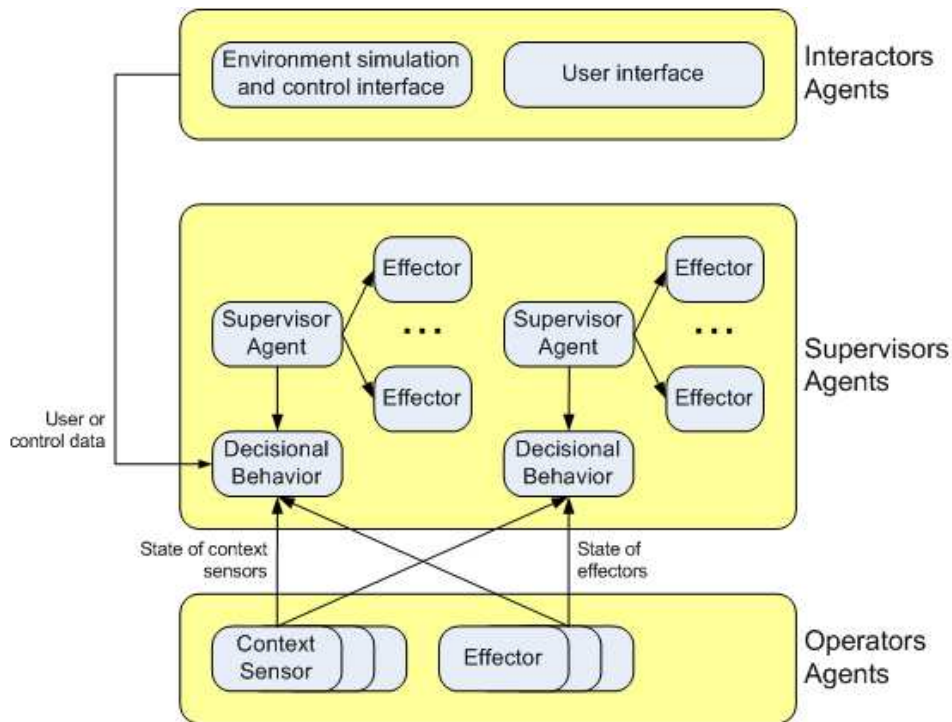 Environment simulation
and control interface
User interface
Interactors
Agents
Effector
Effector
Supervisor
Agent
...
Supervisor
Agent
...
Effector
Effector
Supervisors
Agents
User or
control data
Decisional
Behavior
Decisional
Behavior
State of context
sensors
State of
effectors
Context
Sensor
Effector
Operators
Agents